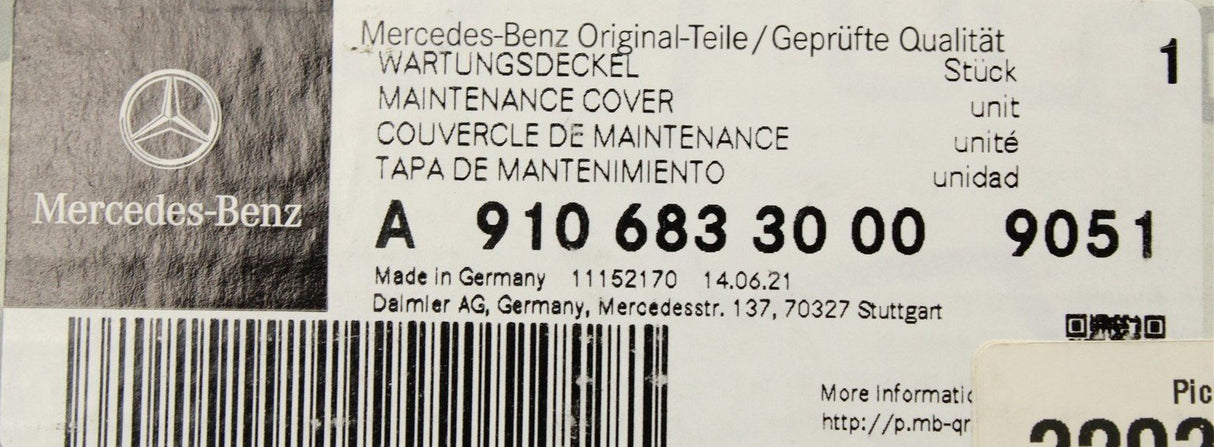 Mercedes-Benz
Mercedes-Benz Original-Teile/Geprüfte Qualität
WARTUNGSDECKEL Stück 1
MAINTENANCE COVER unit
COUVERCLE DE MAINTENANCE unité
TAPA DE MANTENIMIENTO unidad
A 910 683 30 00 9051
Made in Germany 11152170 14.06.21
Daimler AG, Germany, Mercedesstr. 137, 70327 Stuttgart
More Informatic
http://p.mb-qr
Pic